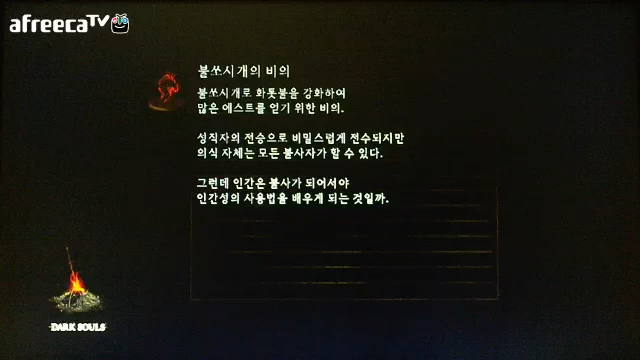 afreecaTV
불쏘시개의 비의
불쏘시개로 화톳불을 강화하여
많은 에스트를 얻기 위한 비의.
성직자의 전승으로 비밀스럽게 전수되지만
의식 자체는 모든 불사자가 할 수 있다.
그런데 인간은 불사가 되어서야
인간성의 사용법을 배우게 되는 것일까.
DARK SOULS